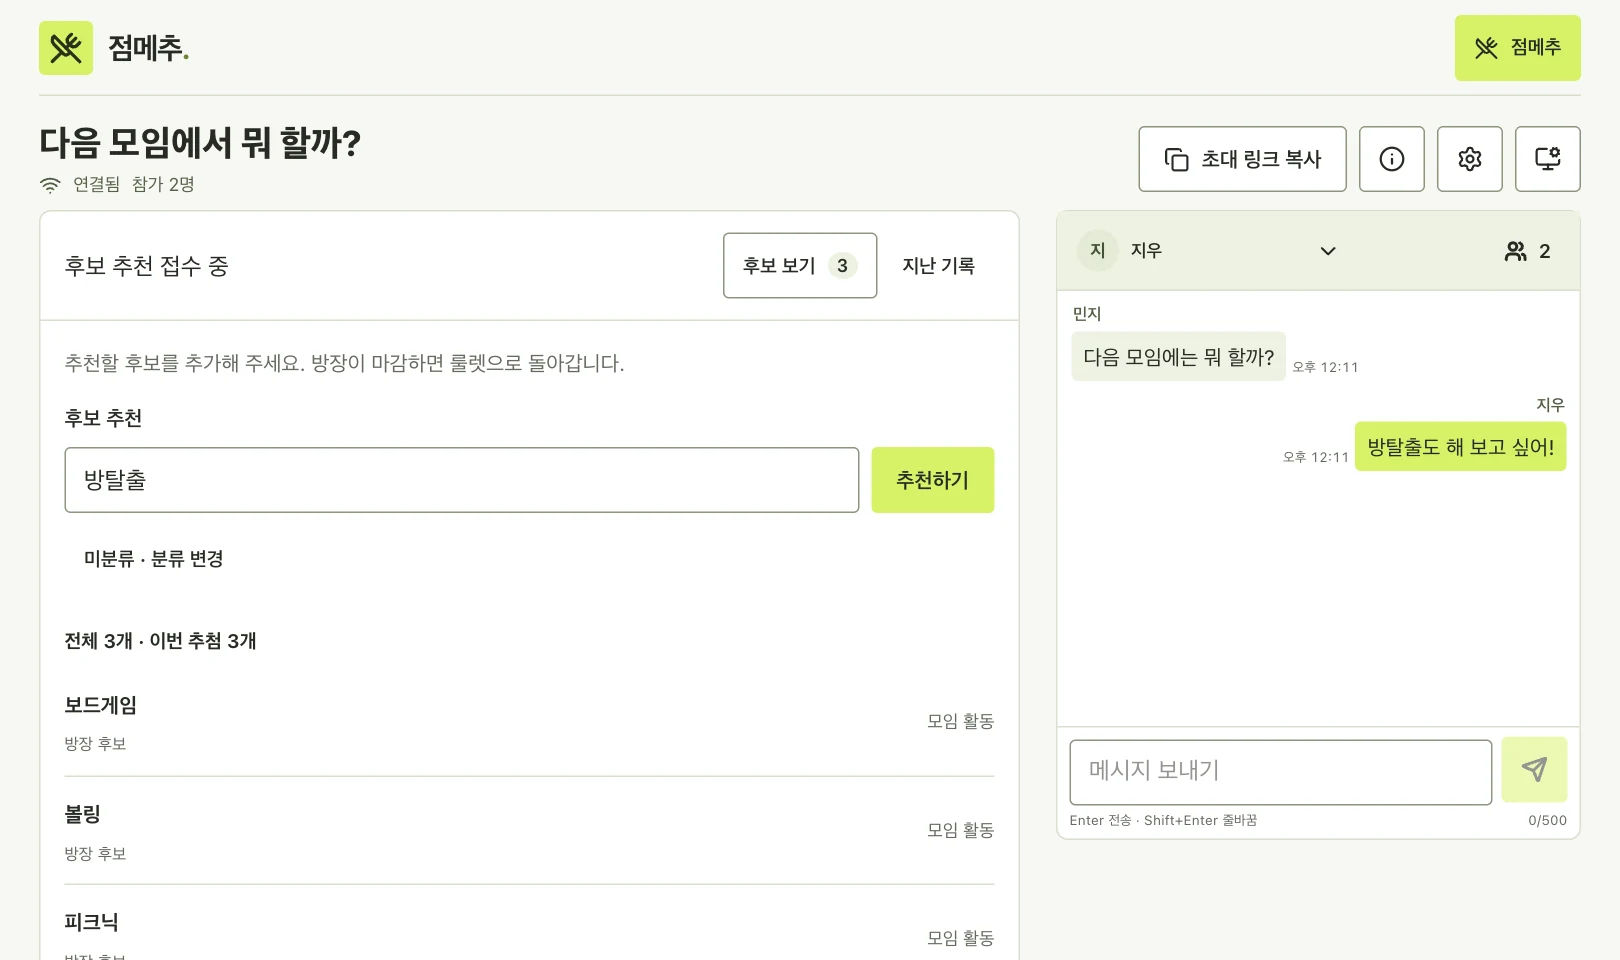 점메추.
점메추
다음 모임에서 뭐 할까?
연결됨 참가 2명
초대 링크 복사
후보 추천 접수 중
후보 보기 3
지난 기록
추천할 후보를 추가해 주세요. 방장이 마감하면 룰렛으로 돌아갑니다.
후보 추천
방탈출
추천하기
미분류 · 분류 변경
전체 3개 · 이번 추첨 3개
보드게임
방장 후보
모임 활동
볼링
방장 후보
모임 활동
피크닉
방장 후보
모임 활동
지 지우
2
민지
다음 모임에는 뭐 할까?
오후 12:11
지우
방탈출도 해 보고 싶어!
오후 12:11
메시지 보내기
Enter 전송 · Shift+Enter 줄바꿈
0/500